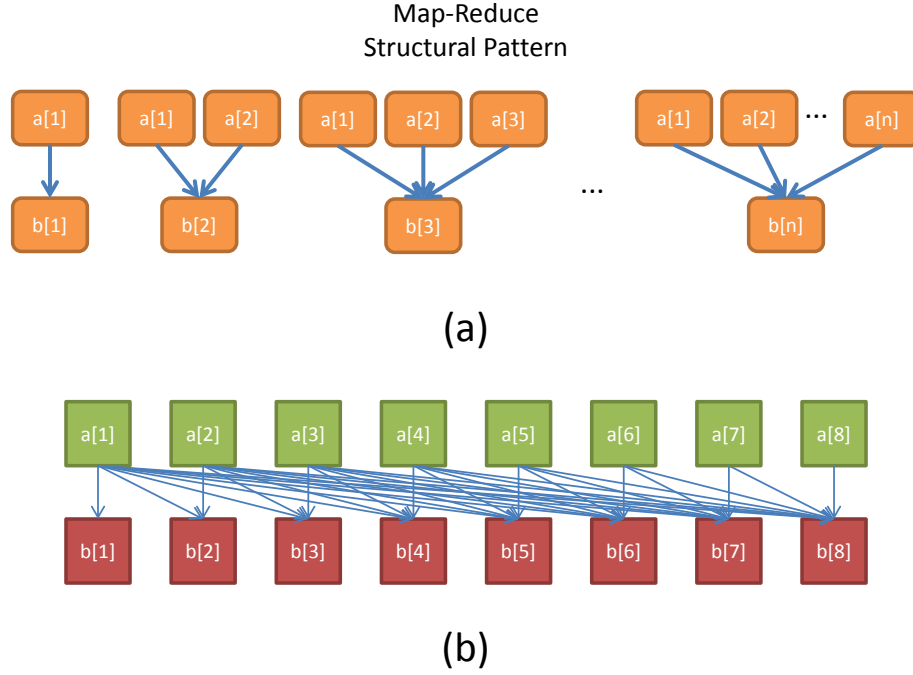 Map-Reduce
Structural Pattern
a[1] a[1] a[2] a[1] a[2] a[3] a[1] a[2] ... a[n]
...
b[1] b[2] b[3] b[n]
(a)
a[1] a[2] a[3] a[4] a[5] a[6] a[7] a[8]
b[1] b[2] b[3] b[4] b[5] b[6] b[7] b[8]
(b)